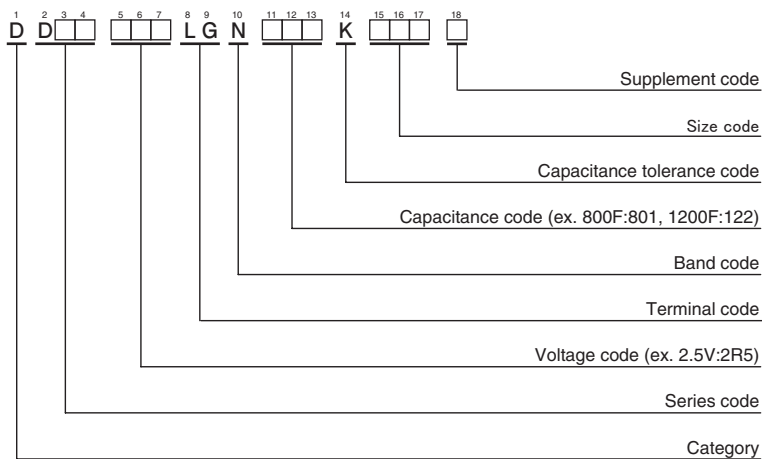 1 2 3 4 5 6 7 8 9 10 11 12 13 14 15 16 17 18
D D□□ □□□ L G N □□□ K □□□ □
Supplement code
Size code
Capacitance tolerance code
Capacitance code (ex. 800F:801, 1200F:122)
Band code
Terminal code
Voltage code (ex. 2.5V:2R5)
Series code
Category